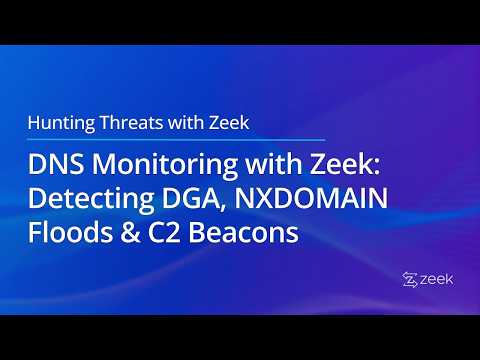 Hunting Threats with Zeek
DNS Monitoring with Zeek:
Detecting DGA, NXDOMAIN
Floods & C2 Beacons
zeek